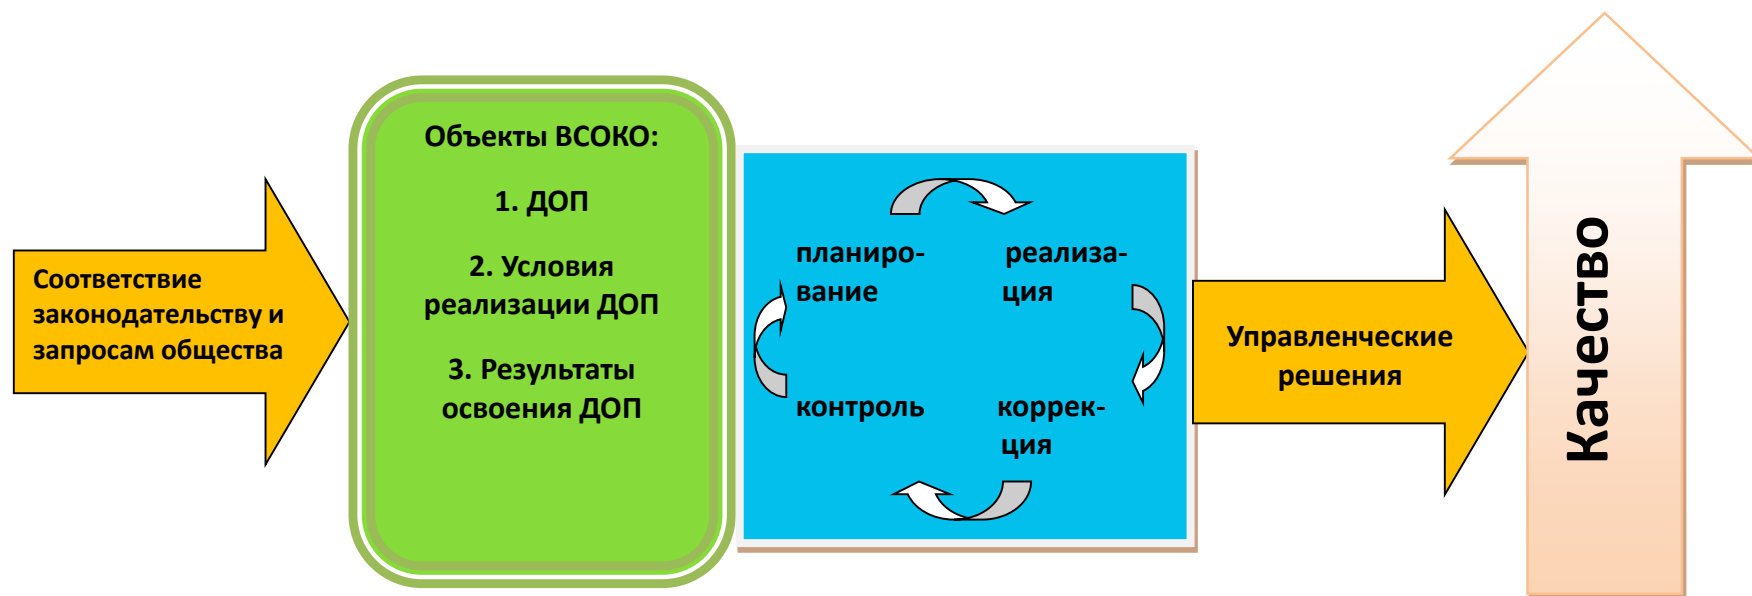 Соответствие
законодательству и
запросам общества
Объекты ВСОКО:
1. ДОП
2. Условия
реализации ДОП
3. Результаты
освоения ДОП
планиро-
вание
реализа-
ция
контроль
коррек-
ция
Управленческие
решения
Качество